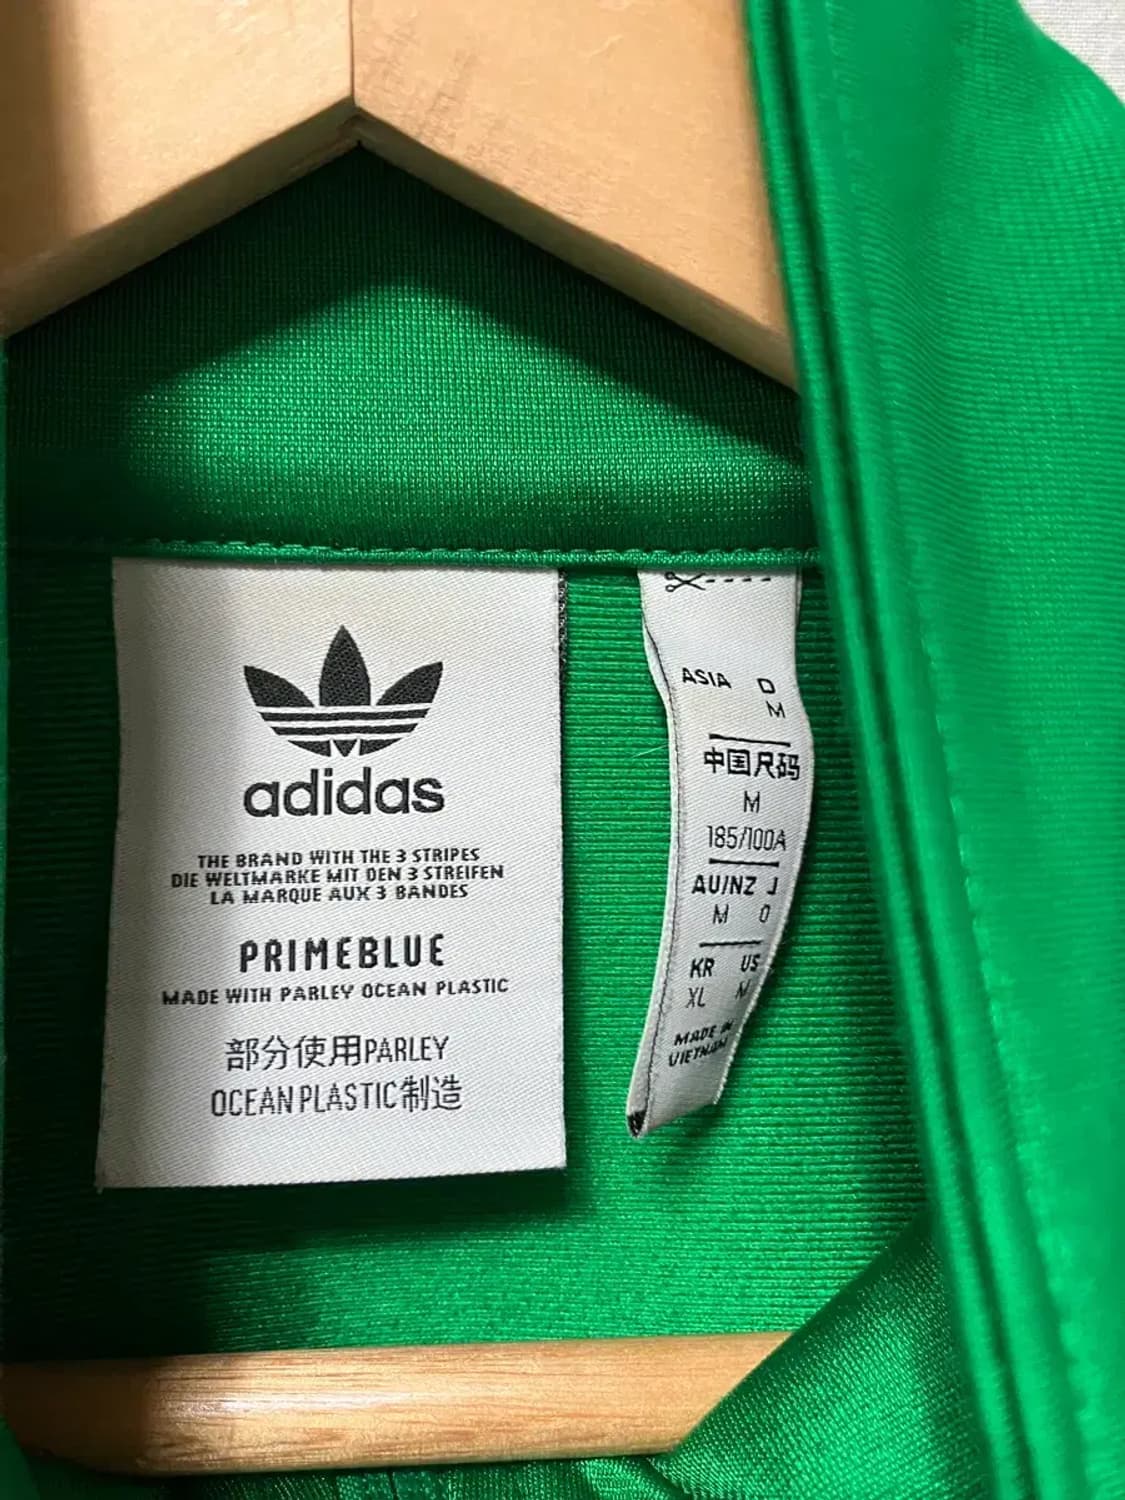 adidas
THE BRAND WITH THE 3 STRIPES
DIE WELTMARKE MIT DEN 3 STREIFEN
LA MARQUE AUX 3 BANDES
PRIMEBLUE
MADE WITH PARLEY OCEAN PLASTIC
部分使用PARLEY
OCEAN PLASTIC制造
ASIA D
M
中国尺码
M
185/100A
AU/NZ J
M O
KR US
XL M
MADE IN
VIETNAM